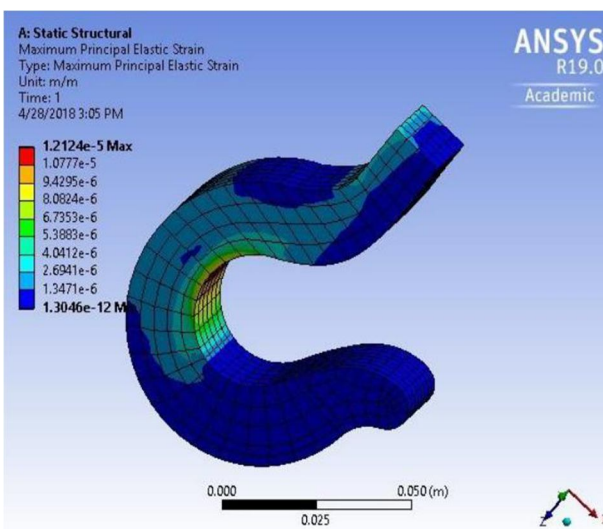 A: Static Structural
Maximum Principal Elastic Strain
Type: Maximum Principal Elastic Strain
Unit: m/m
Time: 1
4/28/2018 3:05 PM
ANSYS
R19.0
Academic
1.2124e-5 Max
1.0777e-5
9.4295e-6
8.0824e-6
6.7353e-6
5.3883e-6
4.0412e-6
2.6941e-6
1.3471e-6
1.3046e-12 M
0.000 0.050 (m)
0.025
Z